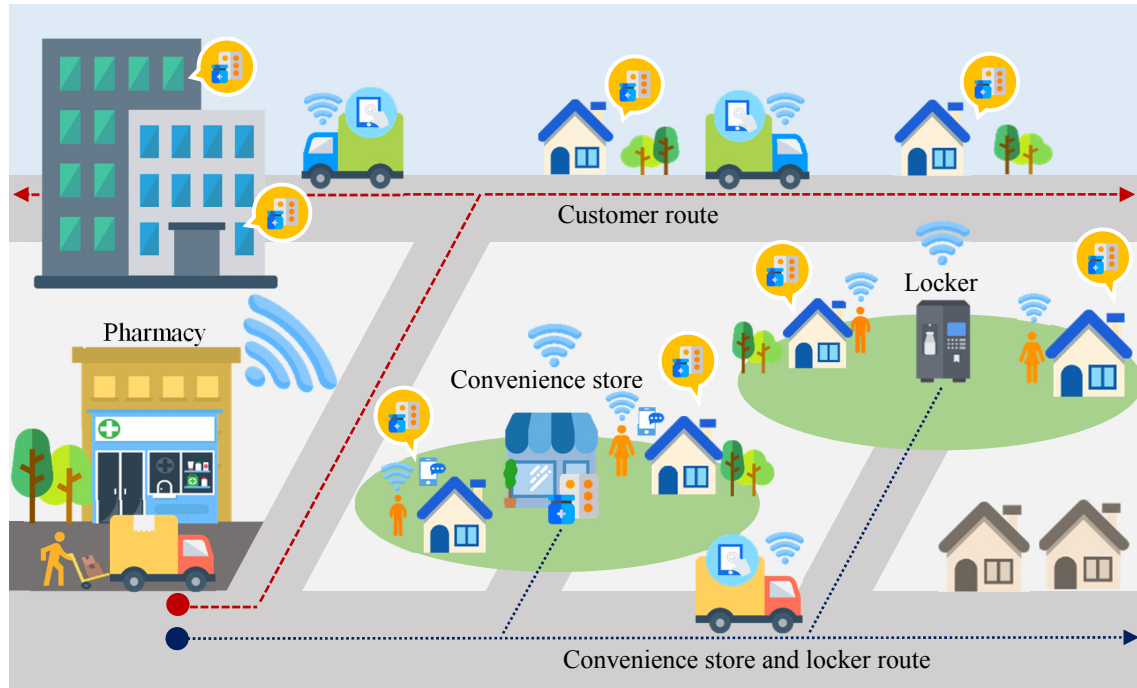 Customer route
Locker
Pharmacy
Convenience store
Convenience store and locker route